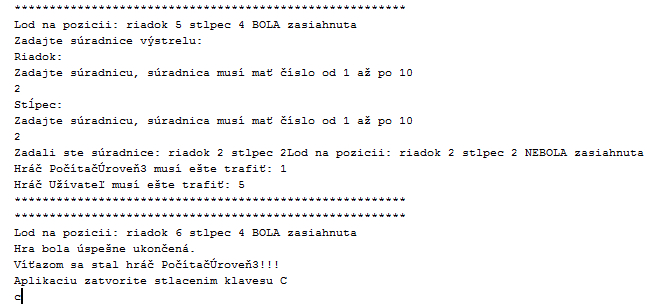 ********************************************************
Lod na pozicii: riadok 5 stlpec 4 BOLA zasiahnuta
Zadajte súradnice výstrelu:
Riadok:
Zadajte súradnicu, súradnica musí mať číslo od 1 až po 10
2
Stĺpec:
Zadajte súradnicu, súradnica musí mať číslo od 1 až po 10
2
Zadali ste súradnice: riadok 2 stlpec 2Lod na pozicii: riadok 2 stlpec 2 NEBOLA zasiahnuta
Hráč PočítačÚroveň3 musí ešte trafiť: 1
Hráč Užívateľ musí ešte trafiť: 5
********************************************************
********************************************************
Lod na pozicii: riadok 6 stlpec 4 BOLA zasiahnuta
Hra bola úspešne ukončená.
Víťazom sa stal hráč PočítačÚroveň3!!!
Aplikaciu zatvorite stlacenim klavesu C
c